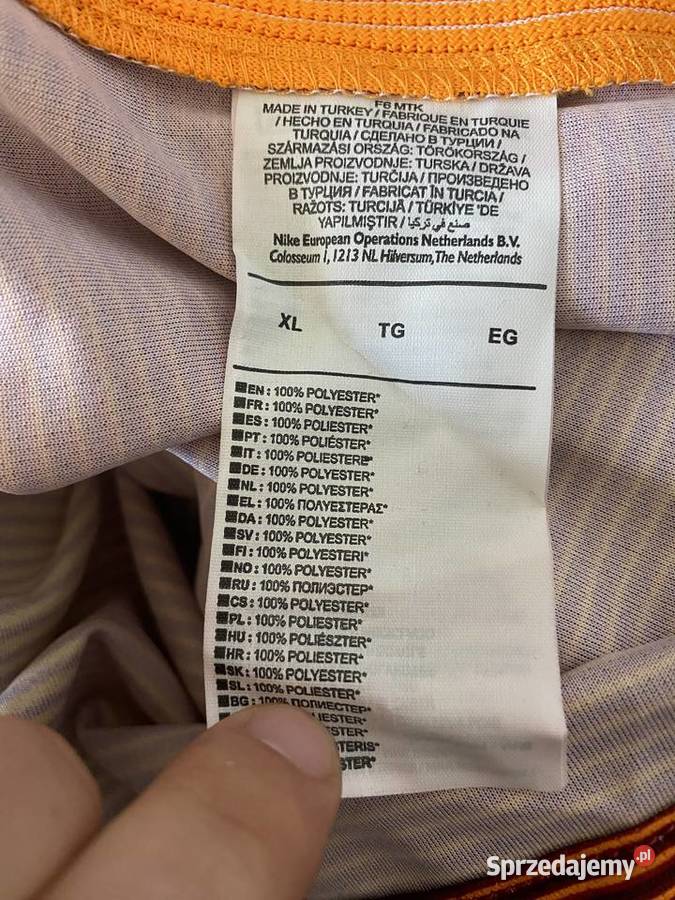 F6 MTK
MADE IN TURKEY / FABRIQUE EN TURQUIE
/ HECHO EN TURQUIA / FABRICADO NA
TURQUIA / СДЕЛАНО В ТУРЦИИ /
SZÁRMAZÁSI ORSZÁG: TÖRÖKORSZÁG /
ZEMLJA PROIZVODNJE: TURSKA / DRŽAVA
PROIZVODNJE: TURČIJA / ПРОИЗВЕДЕНО
В ТУРЦИЯ / FABRICAT ÎN TURCIA /
RAŽOTS: TURCIJĀ / TÜRKİYE 'DE
YAPILMIŞTIR / صنع في تركيا
Nike European Operations Netherlands B.V.
Colosseum 1, 1213 NL Hilversum, The Netherlands
XL TG EG
EN : 100% POLYESTER*
FR : 100% POLYESTER*
ES : 100% POLIESTER*
PT : 100% POLIÉSTER*
IT : 100% POLIESTERE*
DE : 100% POLYESTER*
NL : 100% POLYESTER*
EL : 100% ΠΟΛΥΕΣΤΕΡΑΣ*
DA : 100% POLYESTER*
SV : 100% POLYESTER*
FI : 100% POLYESTERI*
NO : 100% POLYESTER*
RU : 100% ПОЛИЭСТЕР*
CS : 100% POLYESTER*
PL : 100% POLIESTER*
HU : 100% POLIÉSZTER*
HR : 100% POLIESTER*
SK : 100% POLYESTER*
SL : 100% POLIESTER*
BG : 100% ПОЛИЕСТЕР*
Sprzedajemy.pl